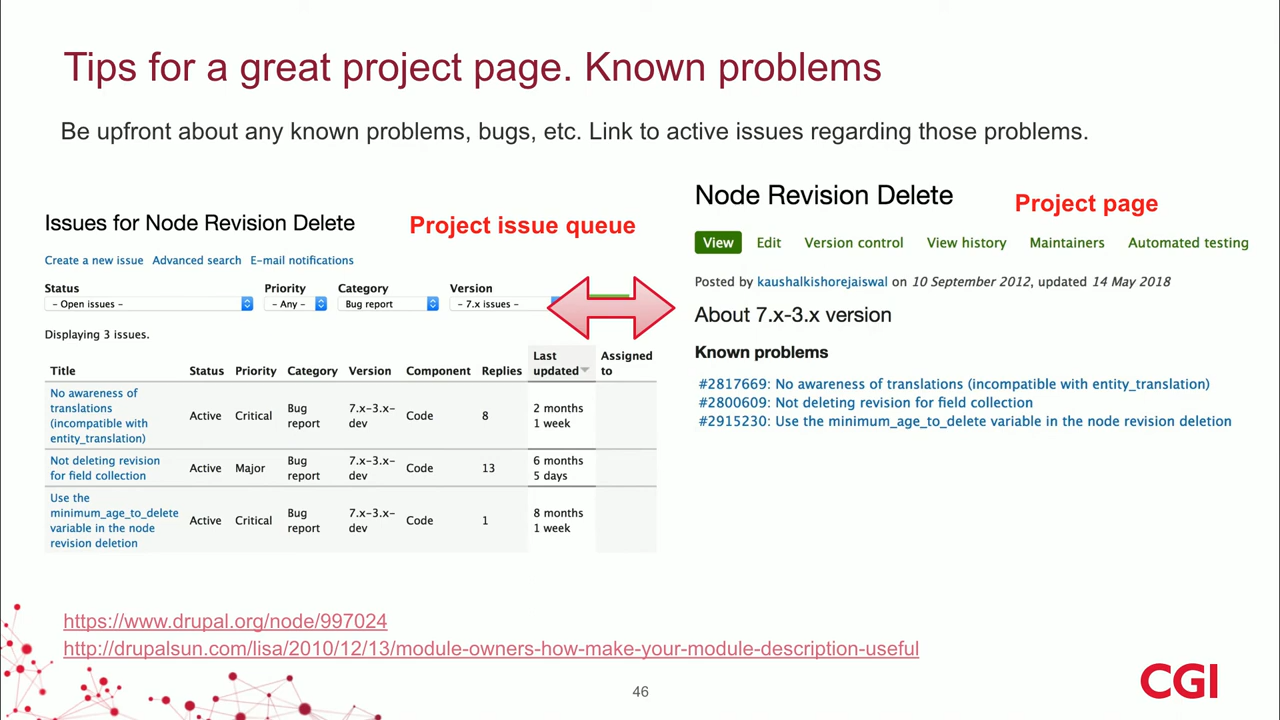 Tips for a great project page. Known problems
Be upfront about any known problems, bugs, etc. Link to active issues regarding those problems.
Issues for Node Revision Delete
Project issue queue
Create a new issue Advanced search E-mail notifications
Status Priority Category Version
- Open issues - - Any - Bug report - 7.x issues -
Displaying 3 issues.
Title Status Priority Category Version Component Replies Last updated Assigned to
No awareness of
translations
(incompatible with
entity_translation)
Active Critical Bug report 7.x-3.x-dev Code 8 2 months 1 week
Not deleting revision
for field collection
Active Major Bug report 7.x-3.x-dev Code 13 6 months 5 days
Use the
minimum_age_to_delete
variable in the node
revision deletion
Active Critical Bug report 7.x-3.x-dev Code 1 8 months 1 week
Node Revision Delete
Project page
View Edit Version control View history Maintainers Automated testing
Posted by kaushalkishorejaiswal on 10 September 2012, updated 14 May 2018
About 7.x-3.x version
Known problems
#2817669: No awareness of translations (incompatible with entity_translation)
#2800609: Not deleting revision for field collection
#2915230: Use the minimum_age_to_delete variable in the node revision deletion
https://www.drupal.org/node/997024
http://drupalsun.com/lisa/2010/12/13/module-owners-how-make-your-module-description-useful
46
CGI